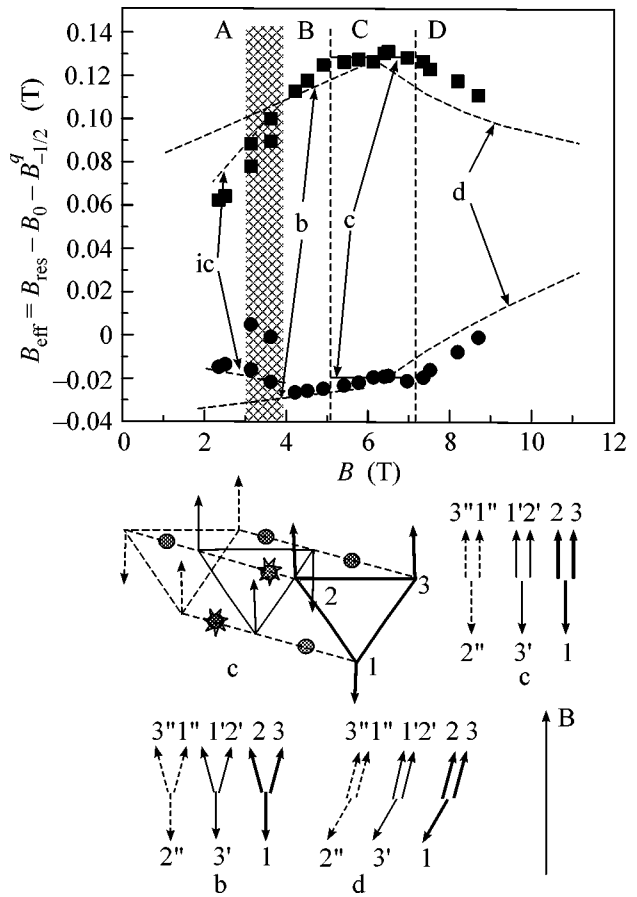 A B C D
0.14
0.12
0.10
0.08
0.06
0.04
0.02
0
−0.02
−0.04
B_eff = B_res − B_0 − B^q_−1/2 (T)
ic
b
c
d
0 2 4 6 8 10 12
B (T)
2
3
1
c
3"1" 1'2' 2 3
2" 3' 1
c
B
3"1" 1'2' 2 3
2" 3' 1
b
3"1" 1'2' 2 3
2" 3' 1
d